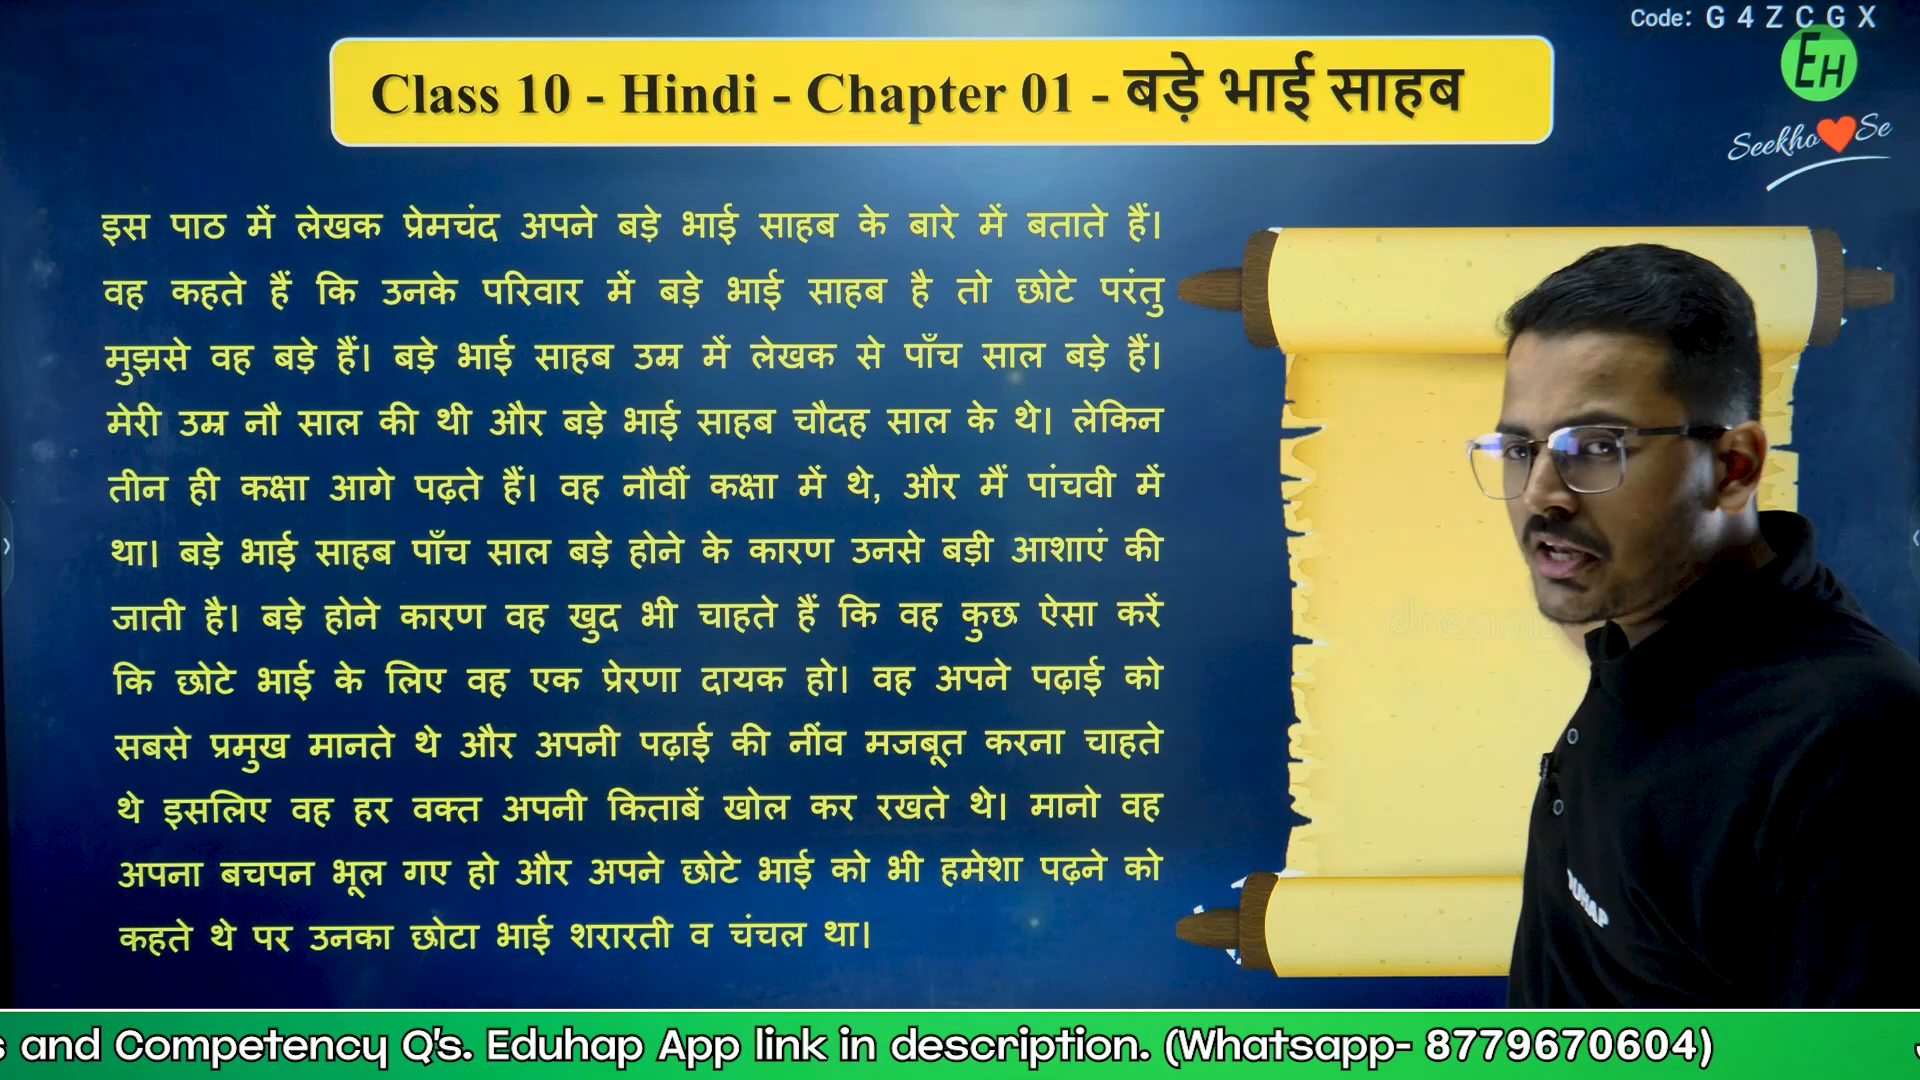 Code: G 4 Z C G X
EH
Class 10 - Hindi - Chapter 01 - बड़े भाई साहब
Seekho Se
इस पाठ में लेखक प्रेमचंद अपने बड़े भाई साहब के बारे में बताते हैं।
वह कहते हैं कि उनके परिवार में बड़े भाई साहब है तो छोटे परंतु
मुझसे वह बड़े हैं। बड़े भाई साहब उम्र में लेखक से पाँच साल बड़े हैं।
मेरी उम्र नौ साल की थी और बड़े भाई साहब चौदह साल के थे। लेकिन
तीन ही कक्षा आगे पढ़ते हैं। वह नौवीं कक्षा में थे, और मैं पांचवी में
था। बड़े भाई साहब पाँच साल बड़े होने के कारण उनसे बड़ी आशाएं की
जाती है। बड़े होने कारण वह खुद भी चाहते हैं कि वह कुछ ऐसा करें
कि छोटे भाई के लिए वह एक प्रेरणा दायक हो। वह अपने पढ़ाई को
सबसे प्रमुख मानते थे और अपनी पढ़ाई की नींव मजबूत करना चाहते
थे इसलिए वह हर वक्त अपनी किताबें खोल कर रखते थे। मानो वह
अपना बचपन भूल गए हो और अपने छोटे भाई को भी हमेशा पढ़ने को
कहते थे पर उनका छोटा भाई शरारती व चंचल था।
and Competency Q's. Eduhap App link in description. (Whatsapp- 8779670604)